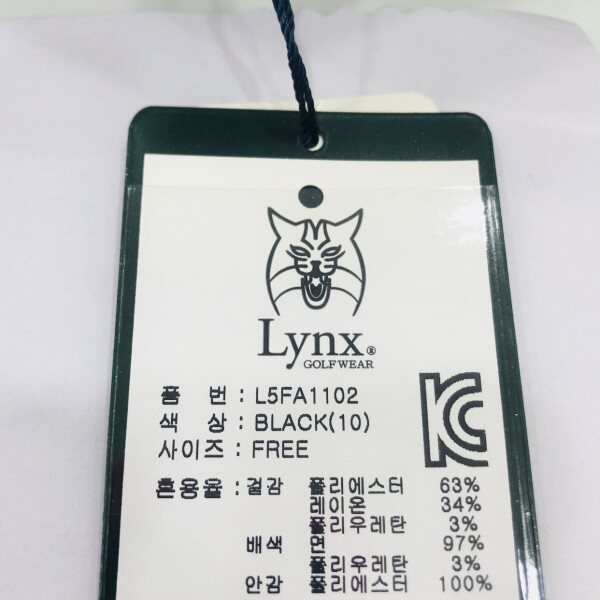 Lynx®
GOLFWEAR
품 번 : L5FA1102
색 상 : BLACK(10)
사이즈 : FREE
혼용율 : 겉감 폴리에스터 63%
레이온 34%
폴리우레탄 3%
배색 면 97%
폴리우레탄 3%
안감 폴리에스터 100%